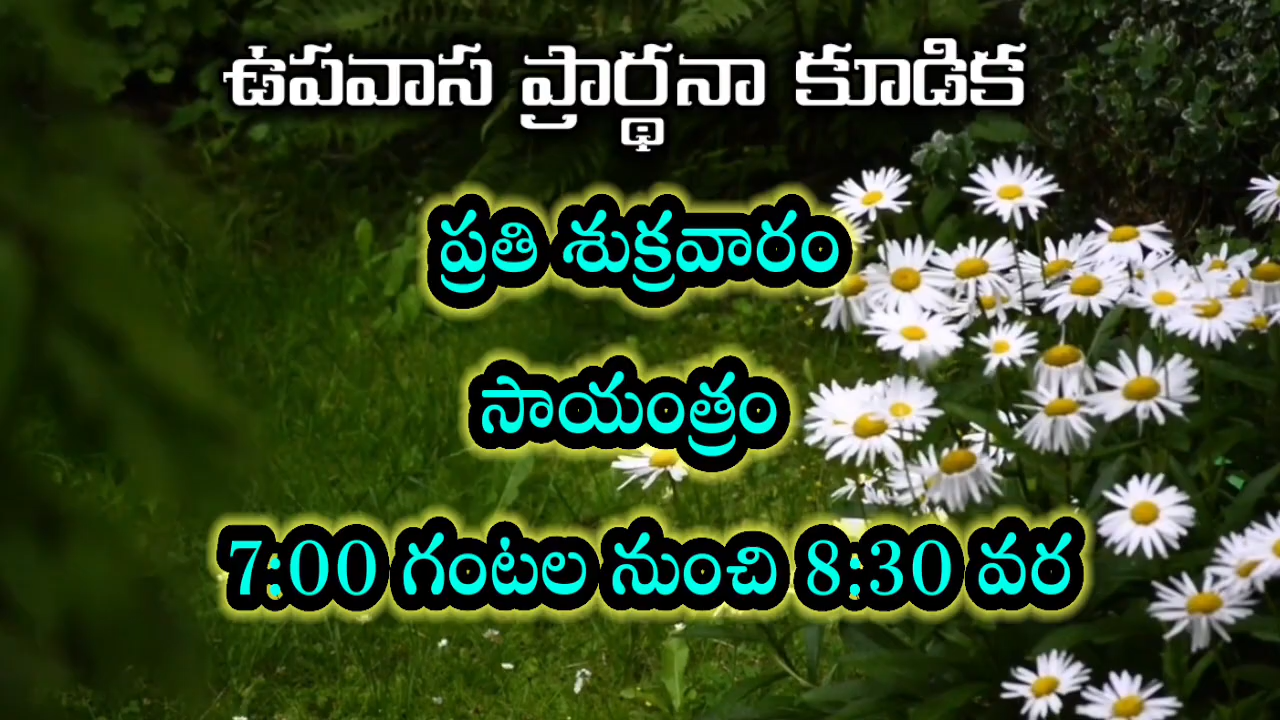 ఉపవాస ప్రార్థనా కూడిక
ప్రతి శుక్రవారం
సాయంత్రం
7:00 గంటల నుంచి 8:30 వర